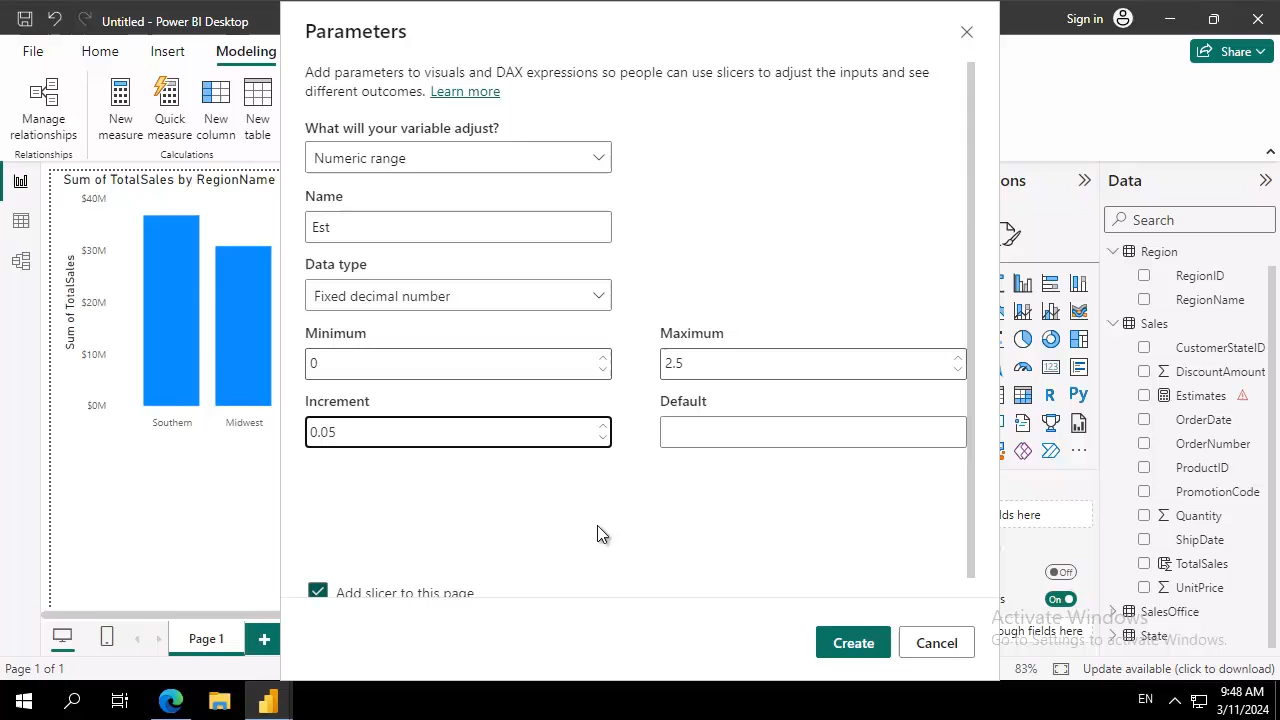 Untitled - Power BI Desktop
Sign in
File
Home
Insert
Modeling
Share
Manage
relationships
Relationships
New
measure
Quick
measure
New
column
New
table
Calculations
Parameters
Add parameters to visuals and DAX expressions so people can use slicers to adjust the inputs and see
different outcomes. Learn more
What will your variable adjust?
Numeric range
Name
Est
Data type
Fixed decimal number
Minimum
Maximum
0
2.5
Increment
Default
0.05
Add slicer to this page
Create
Cancel
Sum of TotalSales by RegionName
Sum of TotalSales
$40M
$30M
$20M
$10M
$0M
Southern
Midwest
ons
R
Py
123
lds here
Off
s
On
ough fields here
Data
Search
Region
RegionID
RegionName
Sales
CustomerStateID
DiscountAmount
Estimates
OrderDate
OrderNumber
ProductID
PromotionCode
Quantity
ShipDate
TotalSales
UnitPrice
SalesOffice
State
Activate Windows
Go to Settings to activate Windows.
Page 1
Page 1 of 1
83%
Update available (click to download)
EN
9:48 AM
3/11/2024